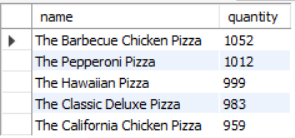 name quantity
The Barbecue Chicken Pizza 1052
The Pepperoni Pizza 1012
The Hawaiian Pizza 999
The Classic Deluxe Pizza 983
The California Chicken Pizza 959